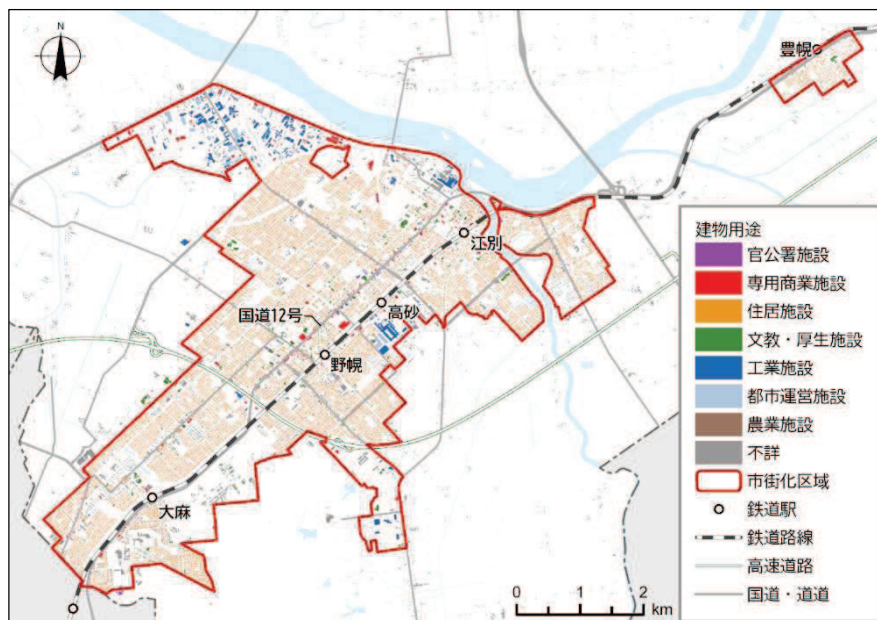 N
豊幌
江別
国道12号
高砂
野幌
大麻
建物用途
官公署施設
専用商業施設
住居施設
文教・厚生施設
工業施設
都市運営施設
農業施設
不詳
市街化区域
鉄道駅
鉄道路線
高速道路
国道・道道
0 1 2
km